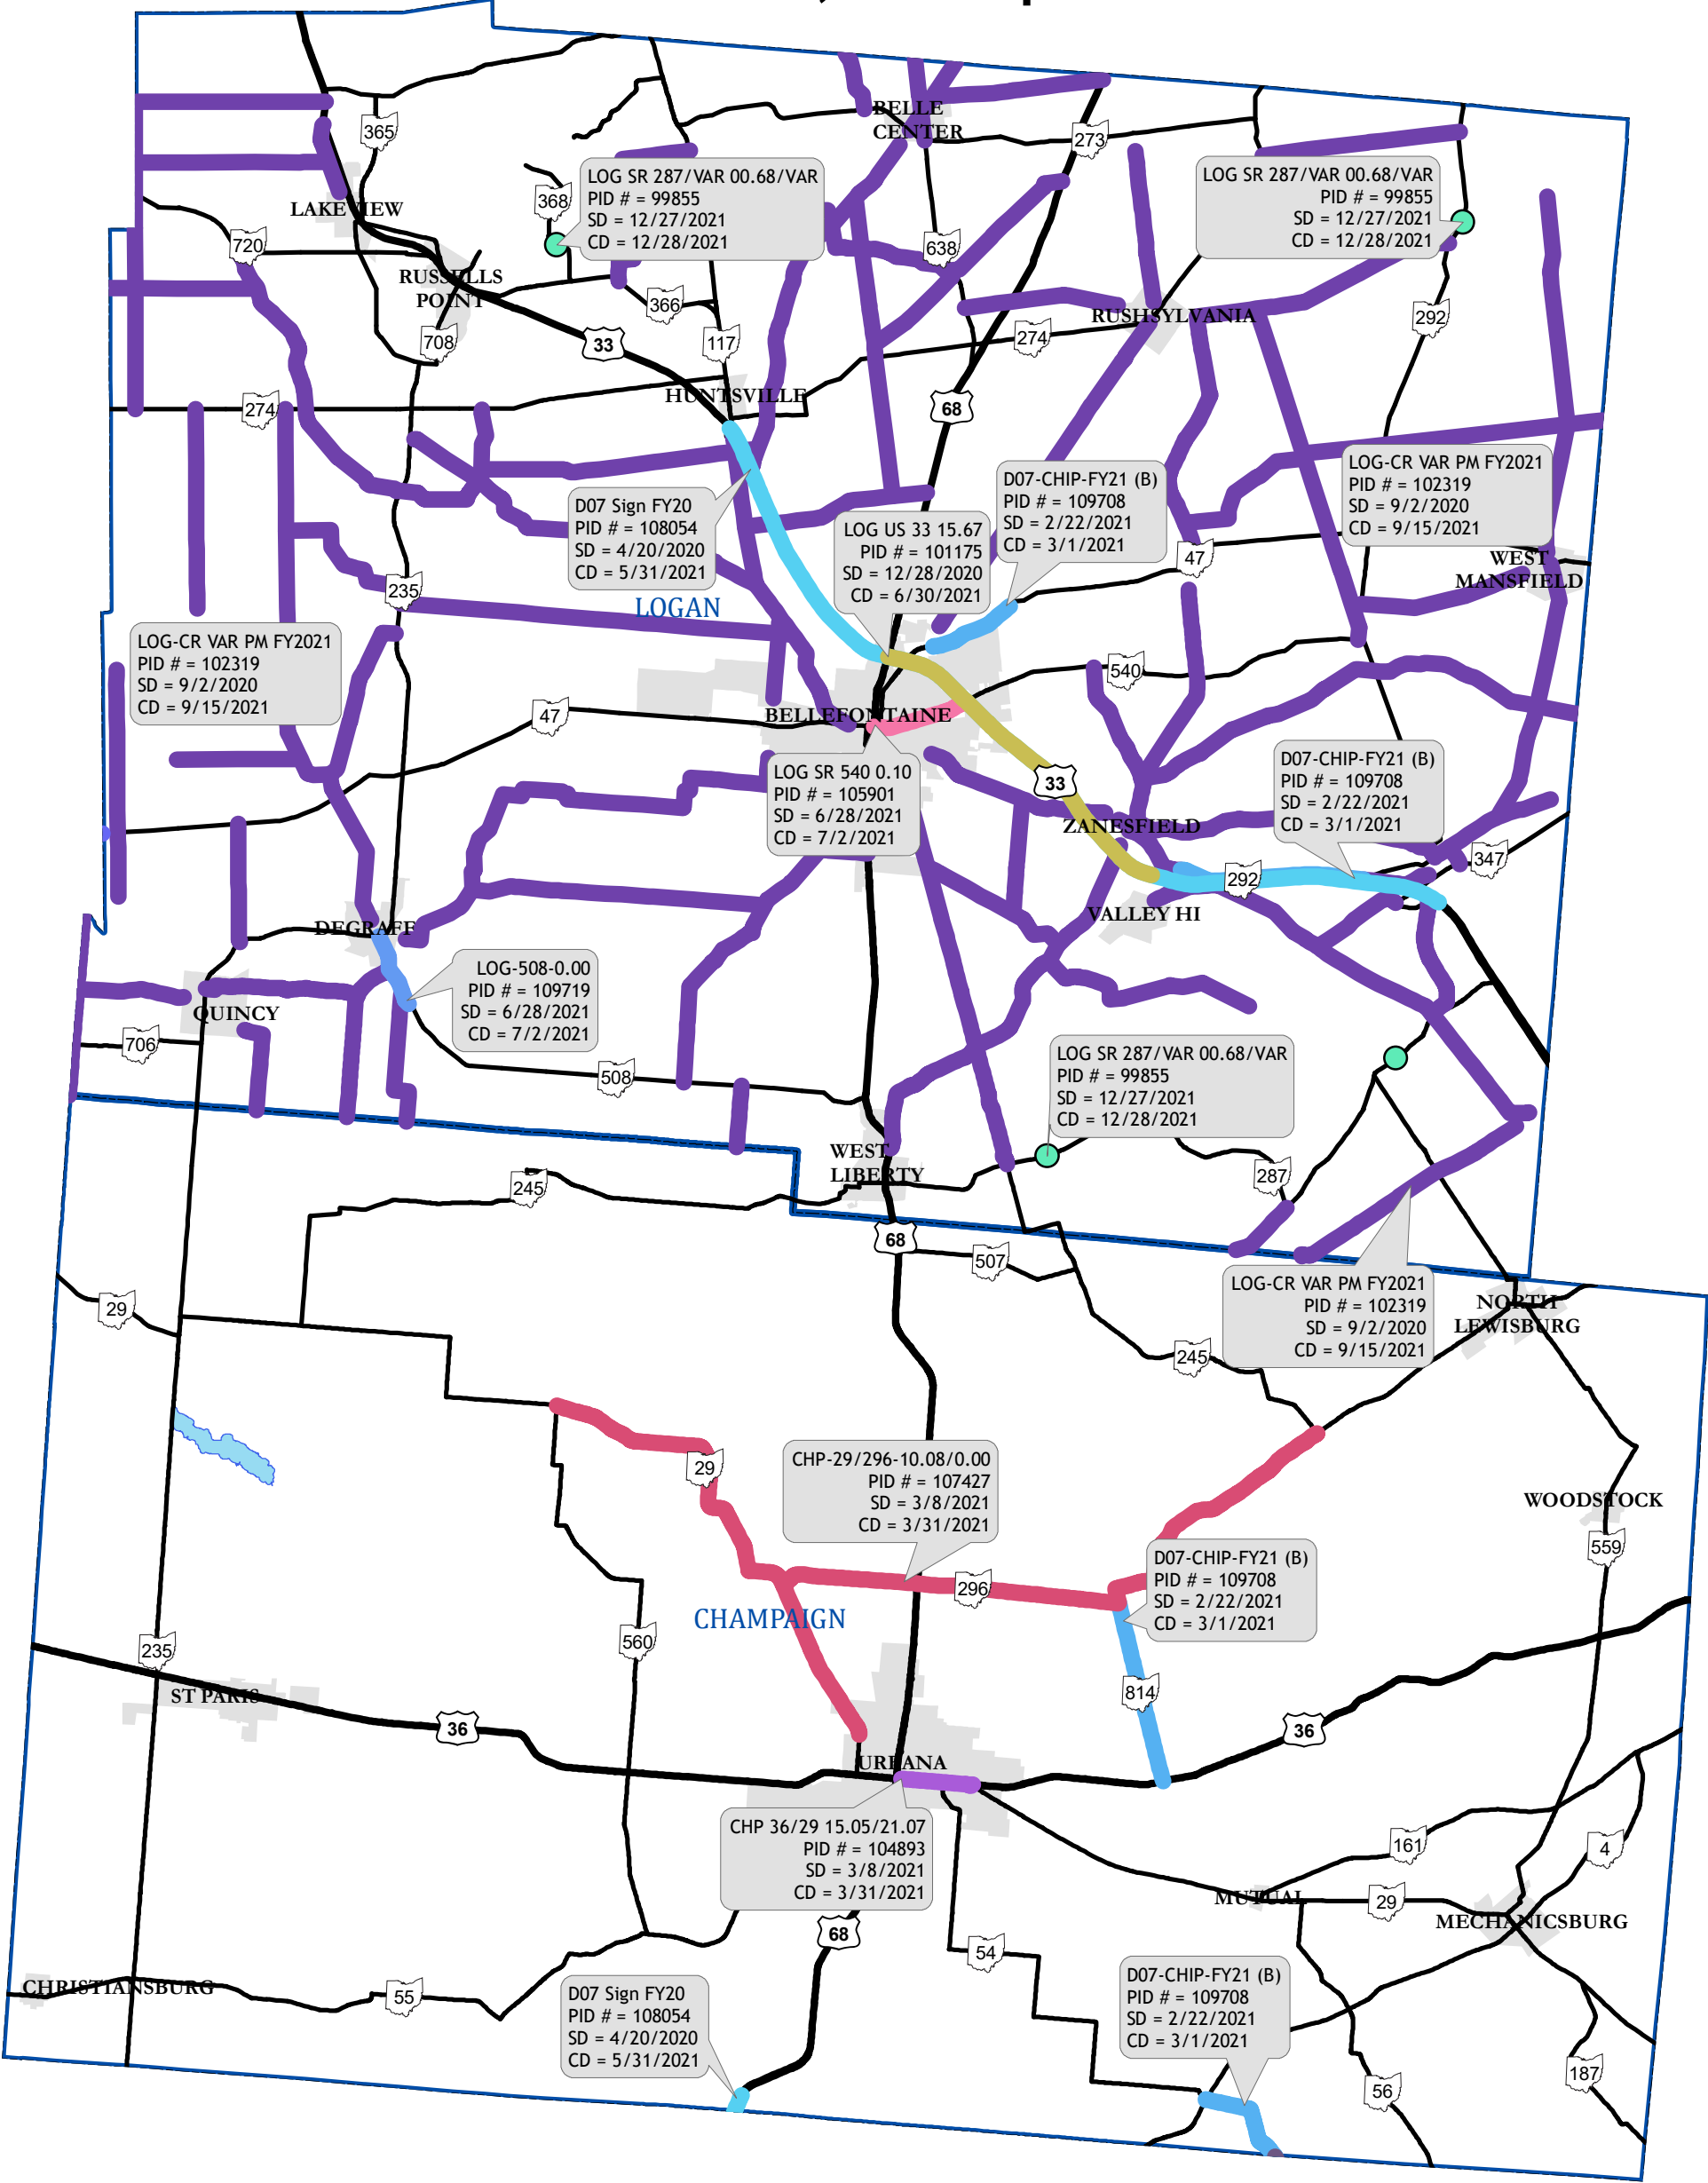 BELLE
CENTER
365
273
LOG SR 287/VAR 00.68/VAR
PID # = 99855
SD = 12/27/2021
CD = 12/28/2021
LOG SR 287/VAR 00.68/VAR
PID # = 99855
SD = 12/27/2021
CD = 12/28/2021
368
LAKEVIEW
720
638
RUSSELLS
POINT
366
RUSHSYLVANIA
292
708
33
117
274
HUNTSVILLE
274
68
LOG-CR VAR PM FY2021
PID # = 102319
SD = 9/2/2020
CD = 9/15/2021
D07-CHIP-FY21 (B)
PID # = 109708
SD = 2/22/2021
CD = 3/1/2021
D07 Sign FY20
PID # = 108054
SD = 4/20/2020
CD = 5/31/2021
LOG US 33 15.67
PID # = 101175
SD = 12/28/2020
CD = 6/30/2021
47
WEST
MANSFIELD
235
LOGAN
LOG-CR VAR PM FY2021
PID # = 102319
SD = 9/2/2020
CD = 9/15/2021
540
47
BELLEFONTAINE
D07-CHIP-FY21 (B)
PID # = 109708
SD = 2/22/2021
CD = 3/1/2021
LOG SR 540 0.10
PID # = 105901
SD = 6/28/2021
CD = 7/2/2021
33
ZANESFIELD
347
292
VALLEY HI
DEGRAFF
LOG-508-0.00
PID # = 109719
SD = 6/28/2021
CD = 7/2/2021
QUINCY
706
508
LOG SR 287/VAR 00.68/VAR
PID # = 99855
SD = 12/27/2021
CD = 12/28/2021
WEST
LIBERTY
245
287
68
507
LOG-CR VAR PM FY2021
PID # = 102319
SD = 9/2/2020
CD = 9/15/2021
29
NORTH
LEWISBURG
245
CHP-29/296-10.08/0.00
PID # = 107427
SD = 3/8/2021
CD = 3/31/2021
29
WOODSTOCK
559
D07-CHIP-FY21 (B)
PID # = 109708
SD = 2/22/2021
CD = 3/1/2021
296
CHAMPAIGN
235
560
814
ST PARIS
36
36
URBANA
CHP 36/29 15.05/21.07
PID # = 104893
SD = 3/8/2021
CD = 3/31/2021
161
4
MUTUAL
29
MECHANICSBURG
68
54
CHRISTIANSBURG
55
D07 Sign FY20
PID # = 108054
SD = 4/20/2020
CD = 5/31/2021
D07-CHIP-FY21 (B)
PID # = 109708
SD = 2/22/2021
CD = 3/1/2021
187
56